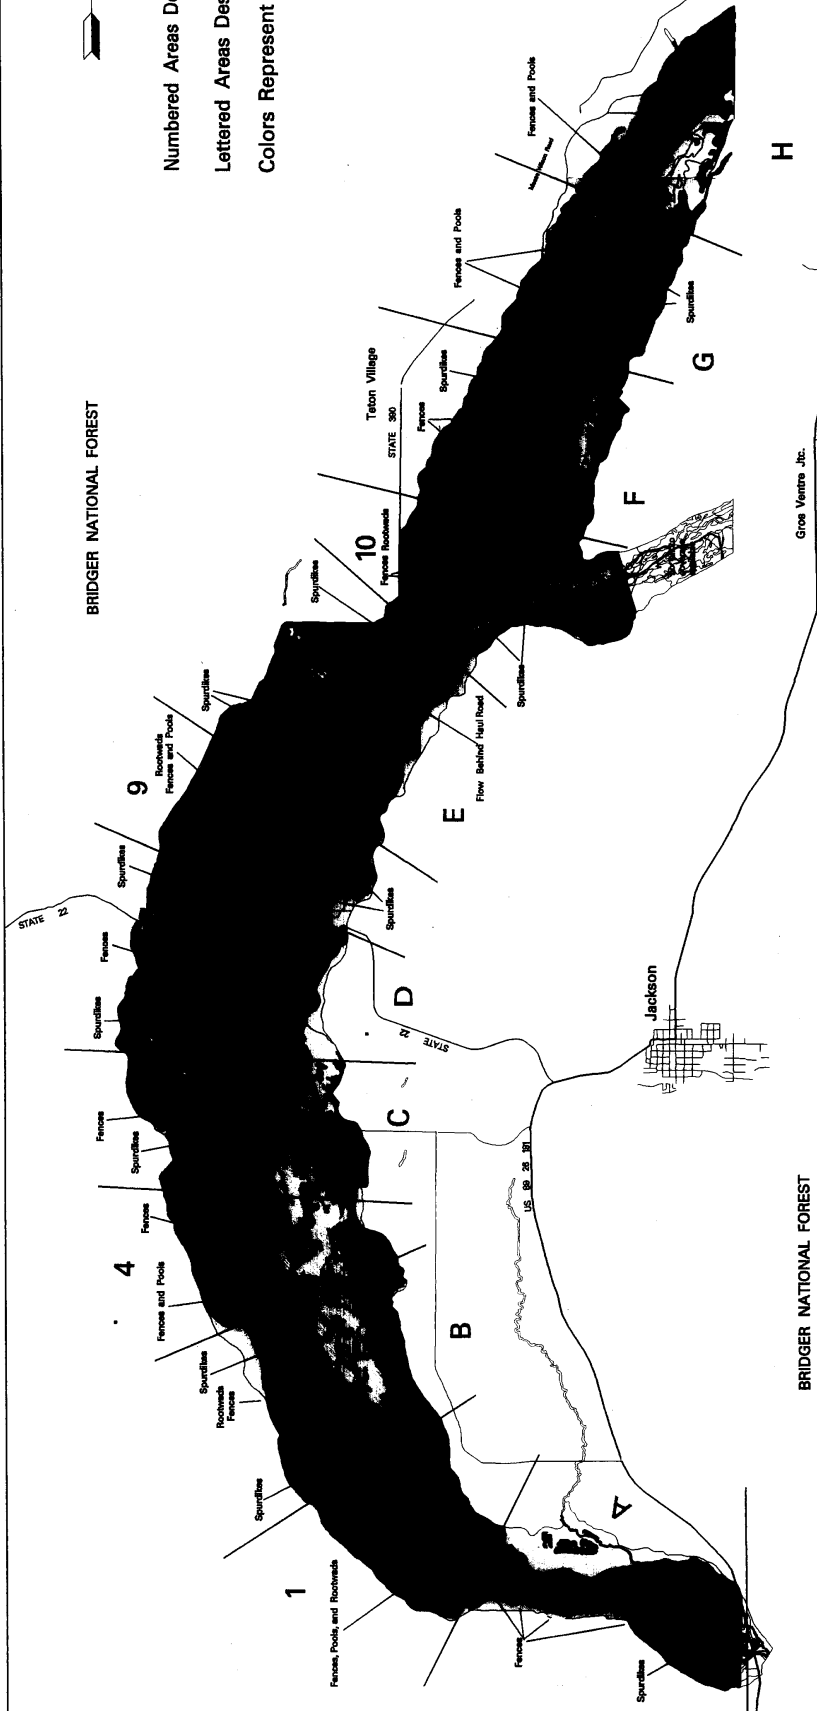 Numbered Areas D
Lettered Areas Des
Colors Represent
BRIDGER NATIONAL FOREST
Fences and Pools
H
Fences and Pools
Spurdikes
G
Teton Village
STATE 390
Spurdikes
Fences
F
Gros Ventre Jtc.
10
Fences Rootwads
Spurdikes
Spurdikes
Spurdikes
9
Rootwads
Fences and Pools
Flow Behind Haul Road
E
Spurdikes
STATE 22
Fences
Spurdikes
Spurdikes
D
STATE 22
Jackson
C
Fences
Spurdikes
US 89 26 191
4
Fences
Fences and Pools
B
Spurdikes
Rootwads
Fences
BRIDGER NATIONAL FOREST
Spurdikes
A
1
Fences, Pools, and Rootwads
Fences
Spurdikes